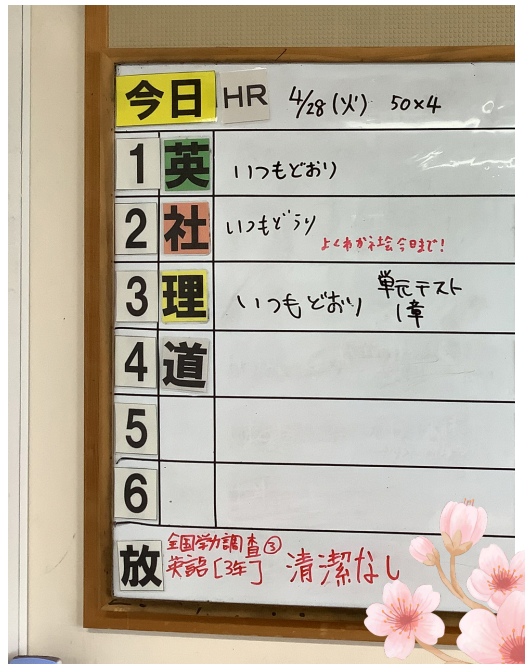 今日 HR 4/28(火) 50×4
1 英 いつもどおり
2 社 いつもどうり
よくわかる社会今日まで!
3 理 いつもどおり 単元テスト
1章
4 道
5
6
放 全国学力調査③
英語[3年] 清潔なし